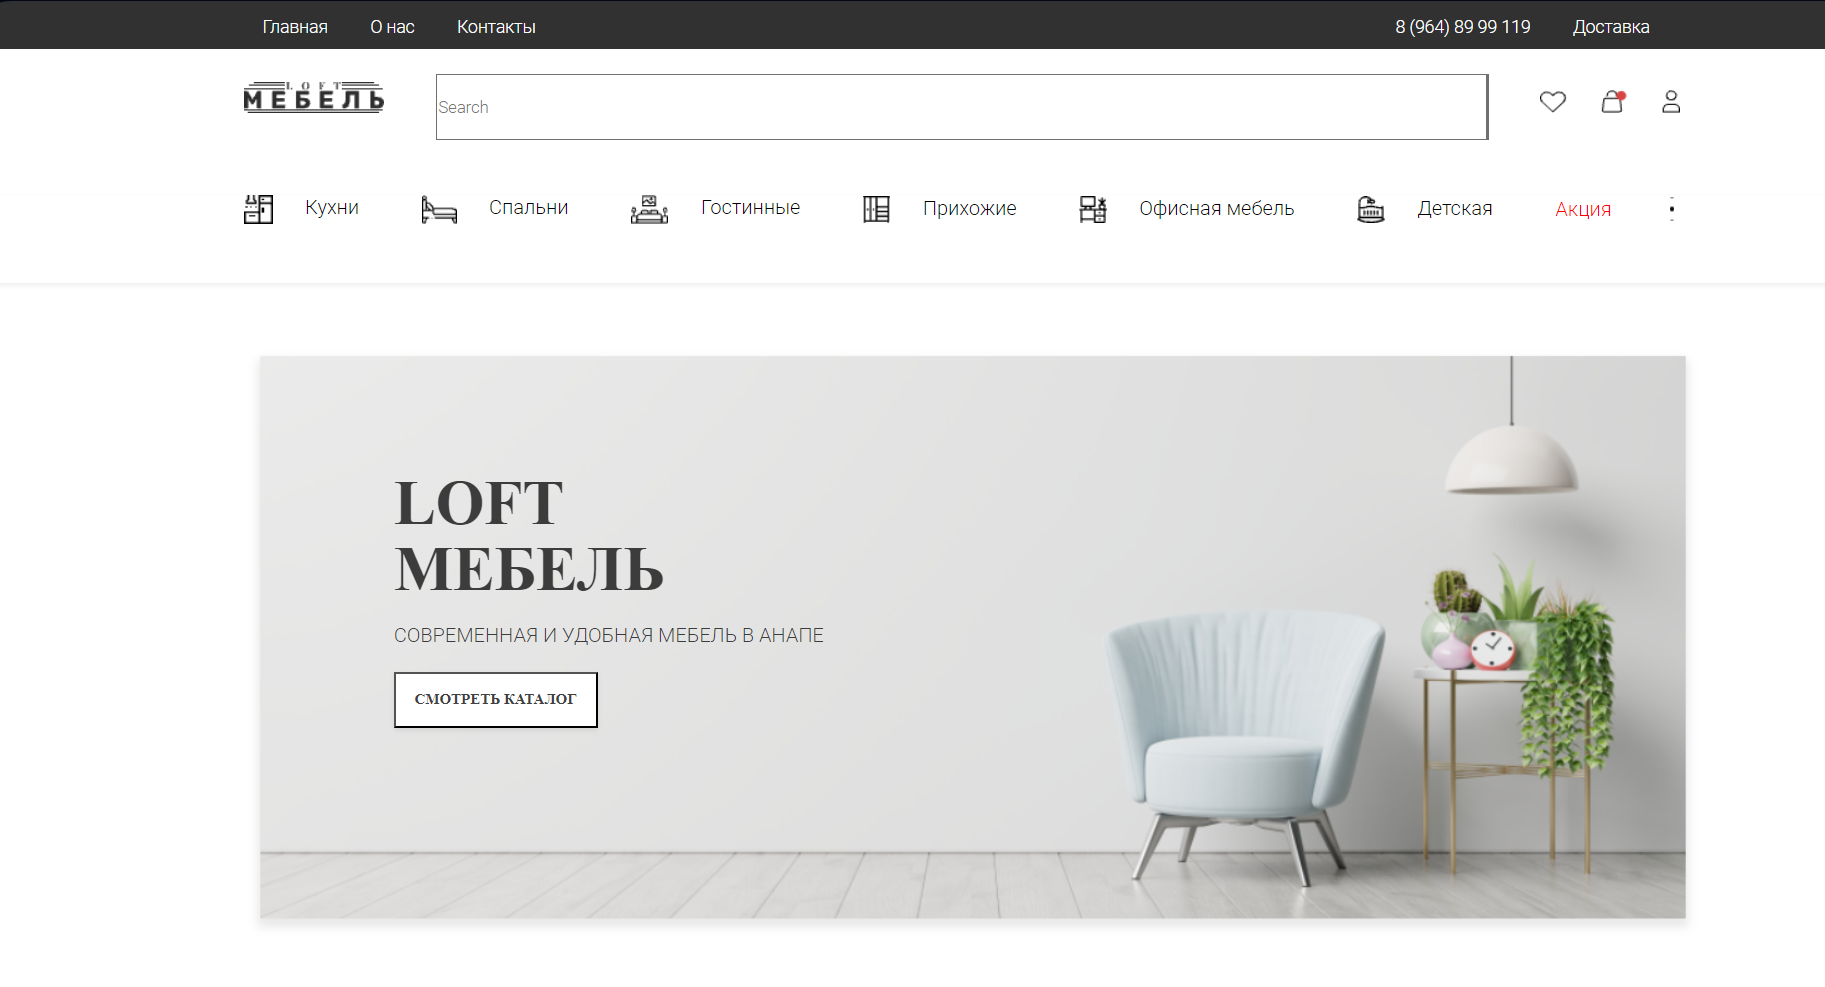 Главная О нас Контакты 8 (964) 89 99 119 Доставка
LOFT
МЕБЕЛЬ
Search
Кухни Спальни Гостинные Прихожие Офисная мебель Детская Акция
LOFT
МЕБЕЛЬ
СОВРЕМЕННАЯ И УДОБНАЯ МЕБЕЛЬ В АНАПЕ
СМОТРЕТЬ КАТАЛОГ